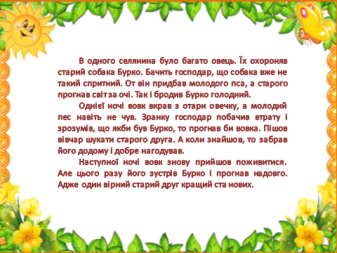 В одного селянина було багато овець. Їх охороняв
старий собака Бурко. Бачить господар, що собака вже не
такий спритний. От він придбав молодого пса, а старого
прогнав світ за очі. Так і бродив Бурко голодний.
Однієї ночі вовк вкрав з отари овечку, а молодий
пес навіть не чув. Зранку господар побачив втрату і
зрозумів, що якби був Бурко, то прогнав би вовка. Пішов
вівчар шукати старого друга. А коли знайшов, то забрав
його додому і добре нагодував.
Наступної ночі вовк знову прийшов поживитися.
Але цього разу його зустрів Бурко і прогнав надовго.
Адже один вірний старий друг кращий ста нових.